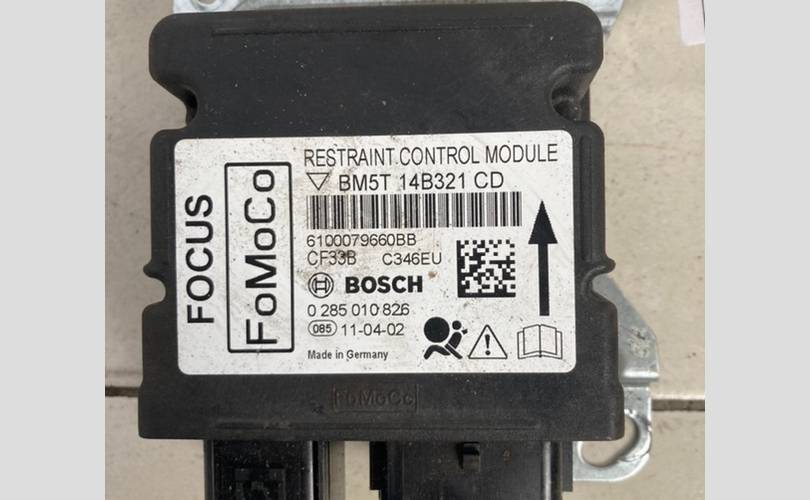 RESTRAINT CONTROL MODULE
BM5T 14B321 CD
6100079660BB
CF33B C346EU
BOSCH
0 285 010 826
085 11-04-02
Made in Germany
FOCUS
FoMoCo
FoMoCo